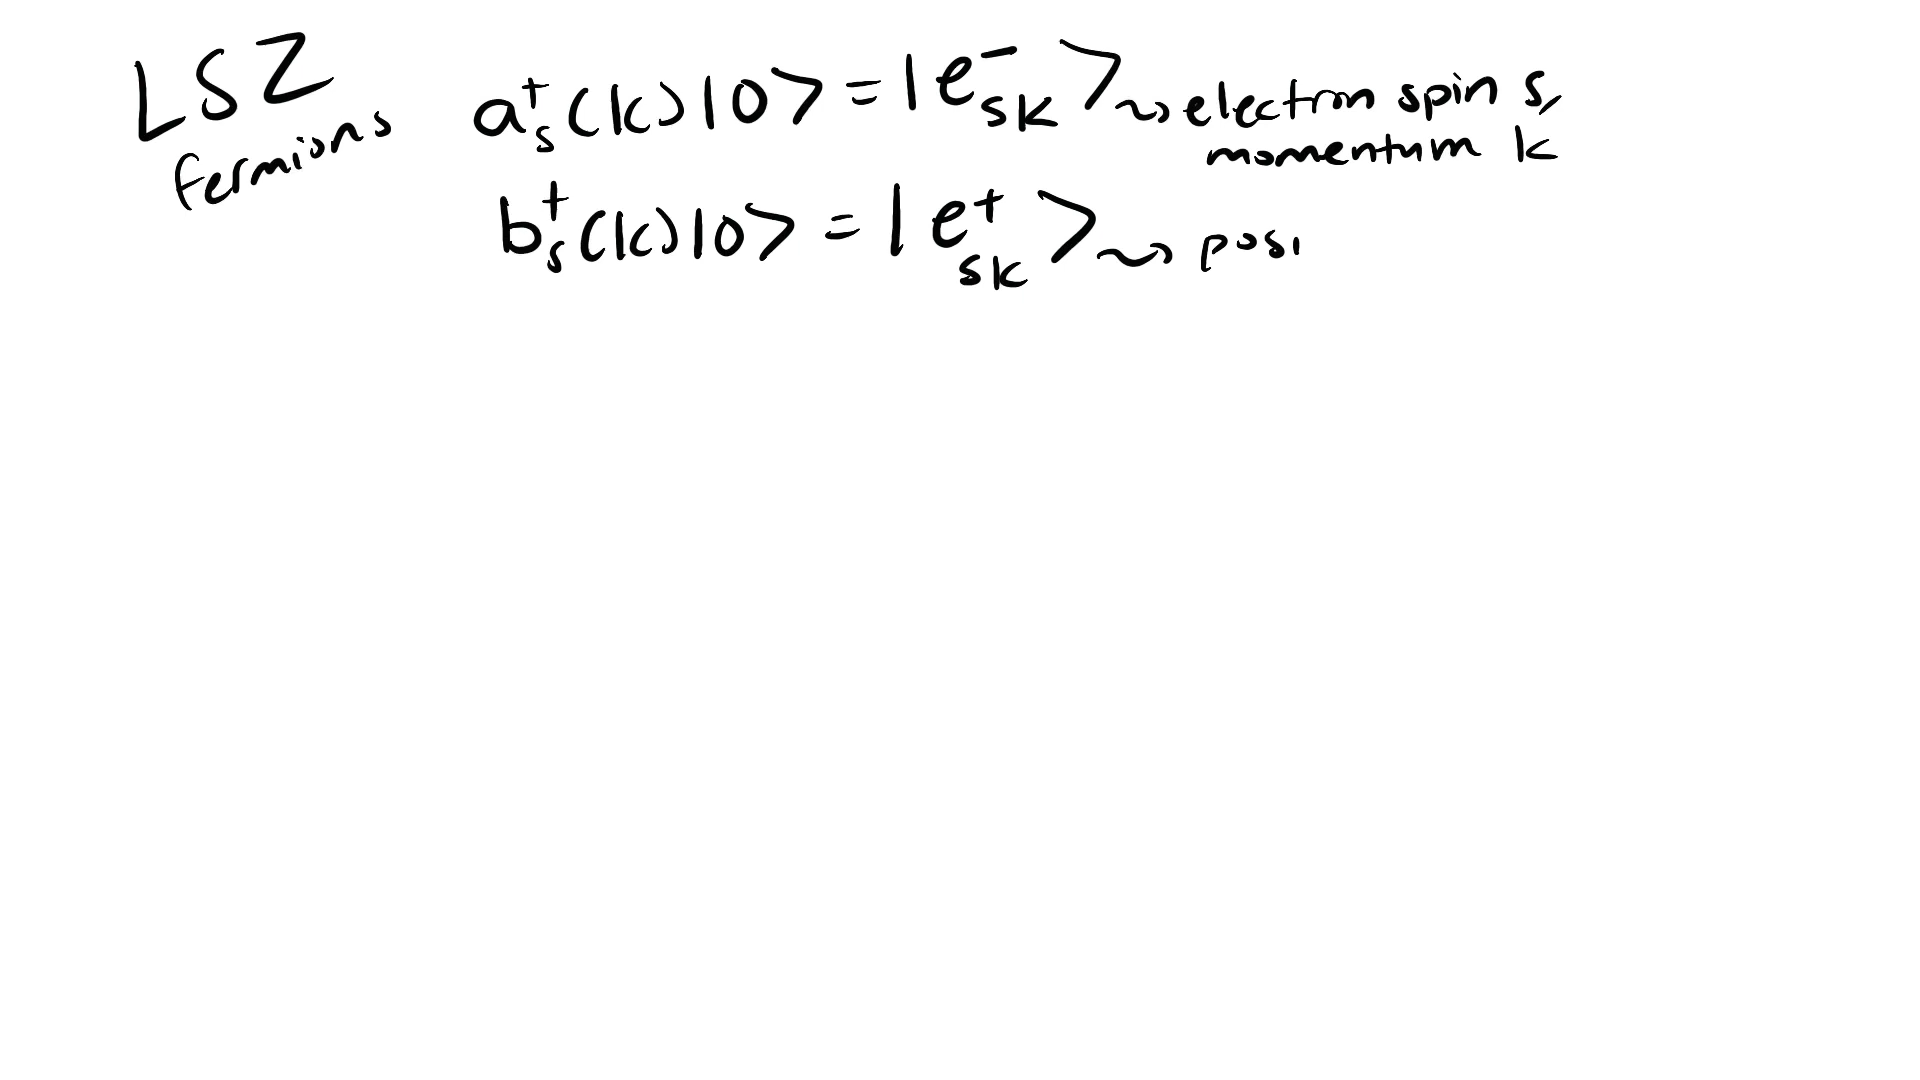 LSZ
fermions
a†ₛ(k)|0> = |e⁻ₛₖ> ⇝ electron spin s,
momentum k
b†ₛ(k)|0> = |e⁺ₛₖ> ⇝ posi